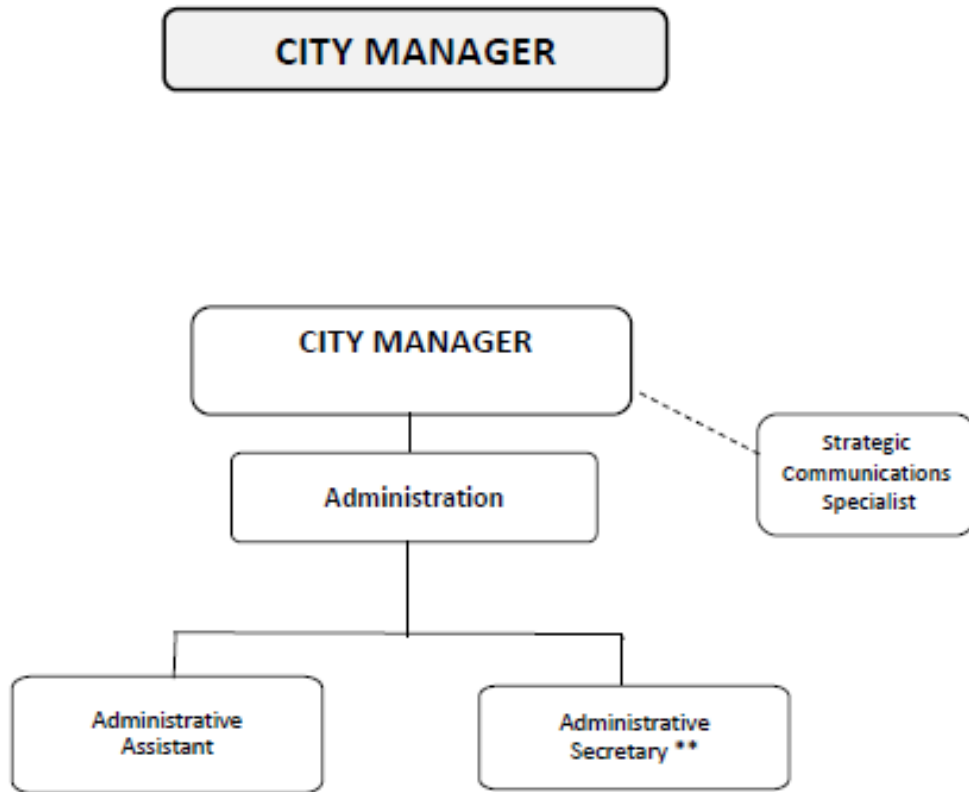 CITY MANAGER
CITY MANAGER
Administration
Strategic
Communications
Specialist
Administrative
Assistant
Administrative
Secretary **